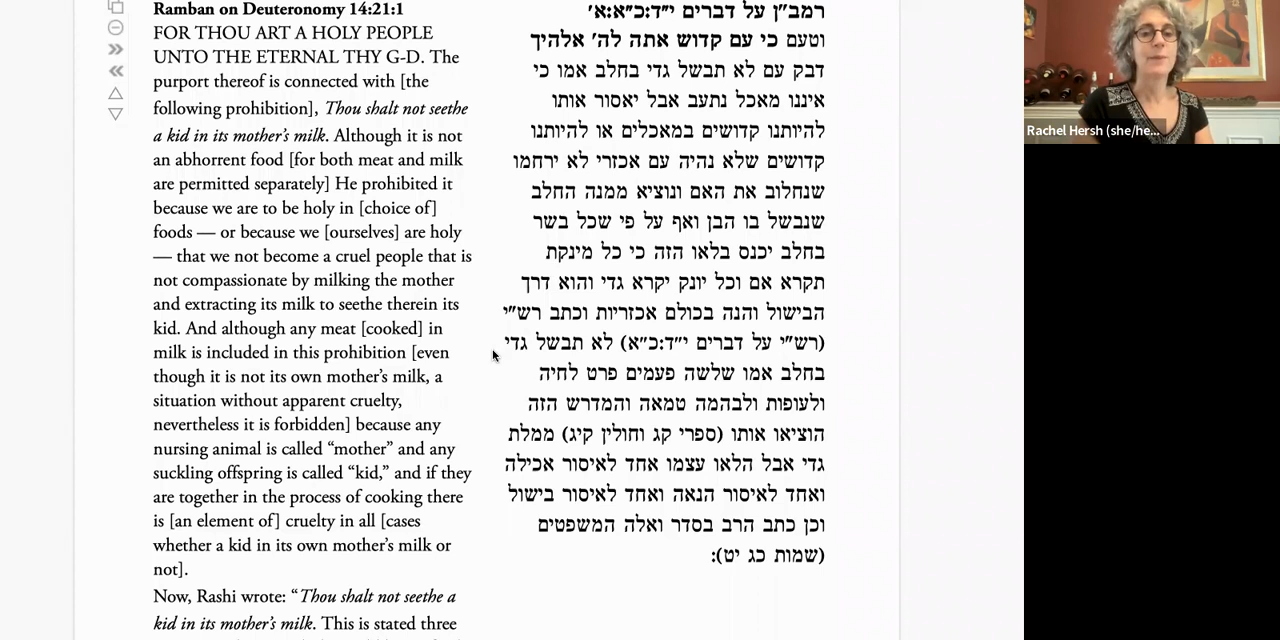 Ramban on Deuteronomy 14:21:1
FOR THOU ART A HOLY PEOPLE
UNTO THE ETERNAL THY G-D. The
purport thereof is connected with [the
following prohibition], Thou shalt not seethe
a kid in its mother's milk. Although it is not
an abhorrent food [for both meat and milk
are permitted separately] He prohibited it
because we are to be holy in [choice of]
foods — or because we [ourselves] are holy
— that we not become a cruel people that is
not compassionate by milking the mother
and extracting its milk to seethe therein its
kid. And although any meat [cooked] in
milk is included in this prohibition [even
though it is not its own mother's milk, a
situation without apparent cruelty,
nevertheless it is forbidden] because any
nursing animal is called “mother” and any
suckling offspring is called “kid,” and if they
are together in the process of cooking there
is [an element of] cruelty in all [cases
whether a kid in its own mother's milk or
not].
Now, Rashi wrote: “Thou shalt not seethe a
kid in its mother's milk. This is stated three
רמב״ן על דברים י״ד:כ״א:א׳
וטעם כי עם קדוש אתה לה' אלהיך
דבק עם לא תבשל גדי בחלב אמו כי
איננו מאכל נתעב אבל יאסור אותו
להיותנו קדושים במאכלים או להיותנו
קדושים שלא נהיה עם אכזרי לא ירחמו
שנחלוב את האם ונוציא ממנה החלב
שנבשל בו הבן ואף על פי שכל בשר
בחלב יכנס בלאו הזה כי כל מינקת
תקרא אם וכל יונק יקרא גדי והוא דרך
הבישול והנה בכולם אכזריות וכתב רש"י
(רש״י על דברים י״ד:כ״א) לא תבשל גדי
בחלב אמו שלשה פעמים פרט לחיה
ולעופות ולבהמה טמאה והמדרש הזה
הוציאו אותו (ספרי קג וחולין קיג) ממלת
גדי אבל הלאו עצמו אחד לאיסור אכילה
ואחד לאיסור הנאה ואחד לאיסור בישול
וכן כתב הרב בסדר ואלה המשפטים
(שמות כג יט):
Rachel Hersh (she/he...